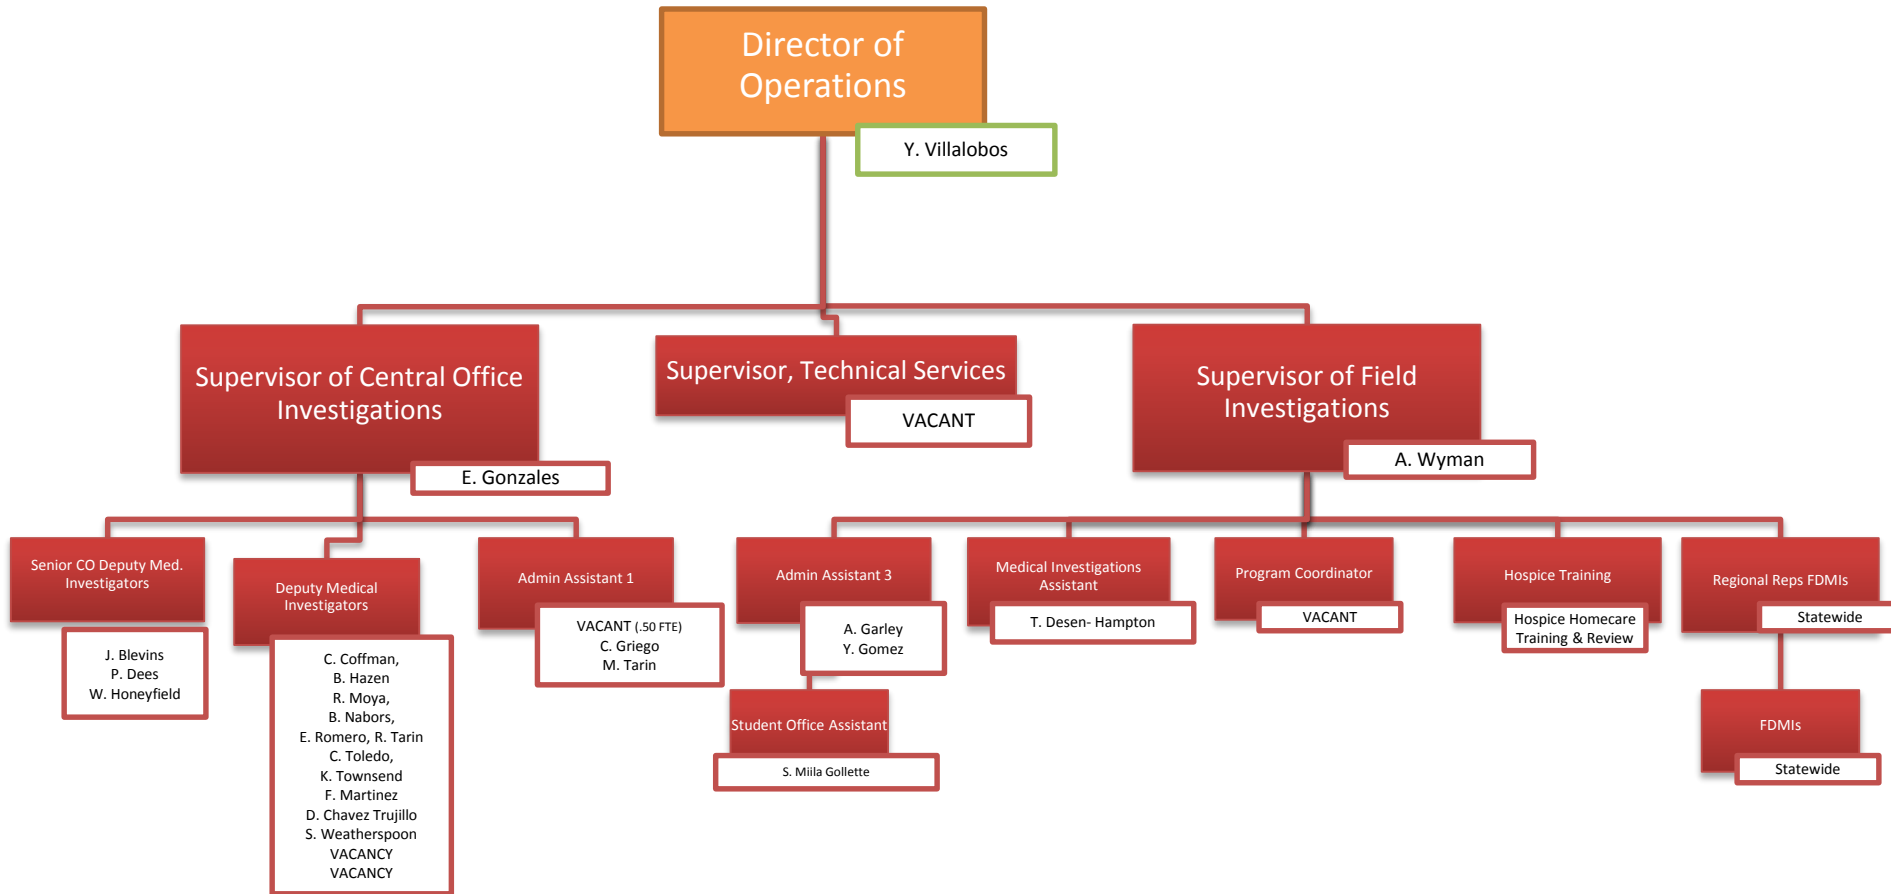 Director of
Operations
Y. Villalobos
Supervisor of Central Office
Investigations
E. Gonzales
Supervisor, Technical Services
VACANT
Supervisor of Field
Investigations
A. Wyman
Senior CO Deputy Med.
Investigators
J. Blevins
P. Dees
W. Honeyfield
Deputy Medical
Investigators
C. Coffman,
B. Hazen
R. Moya,
B. Nabors,
E. Romero, R. Tarin
C. Toledo,
K. Townsend
F. Martinez
D. Chavez Trujillo
S. Weatherspoon
VACANCY
VACANCY
Admin Assistant 1
VACANT (.50 FTE)
C. Griego
M. Tarin
Admin Assistant 3
A. Garley
Y. Gomez
Student Office Assistant
S. Miila Gollette
Medical Investigations
Assistant
T. Desen- Hampton
Program Coordinator
VACANT
Hospice Training
Hospice Homecare
Training & Review
Regional Reps FDMIs
Statewide
FDMIs
Statewide